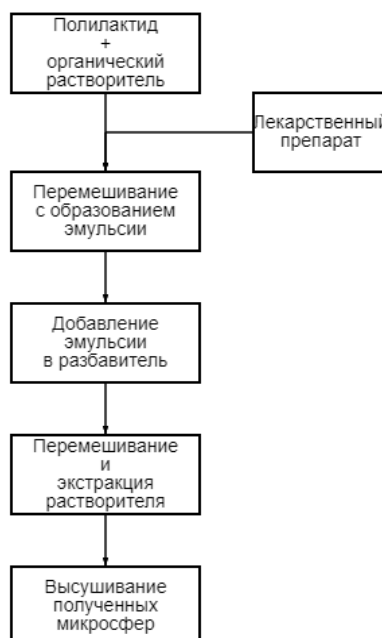 Полилактид
+
органический
растворитель
Лекарственный
препарат
Перемешивание
с образованием
эмульсии
Добавление
эмульсии
в разбавитель
Перемешивание
и
экстракция
растворителя
Высушивание
полученных
микросфер